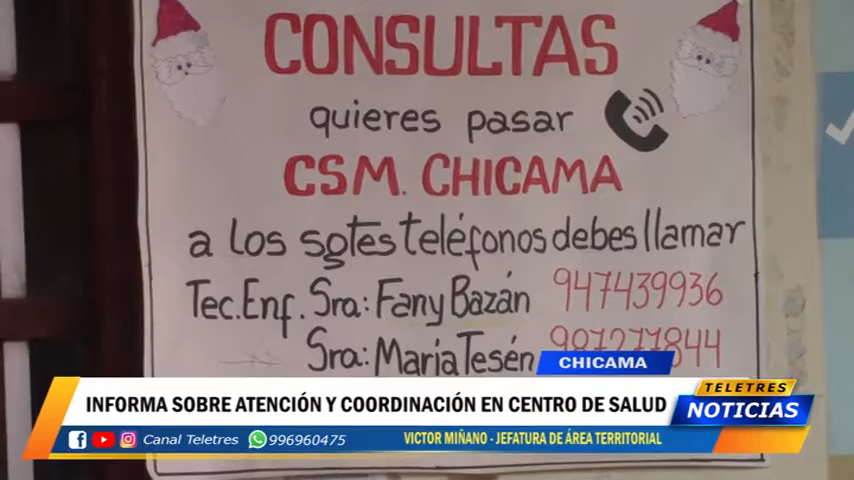 CONSULTAS
quieres pasar
CSM. CHICAMA
a los sgtes teléfonos debes llamar
Tec. Enf. Sra: Fany Bazán 947439936
Sra: Maria Tesén
CHICAMA
TELETRES
INFORMA SOBRE ATENCIÓN Y COORDINACIÓN EN CENTRO DE SALUD
NOTICIAS
Canal Teletres 996960475
VICTOR MIÑANO - JEFATURA DE ÁREA TERRITORIAL